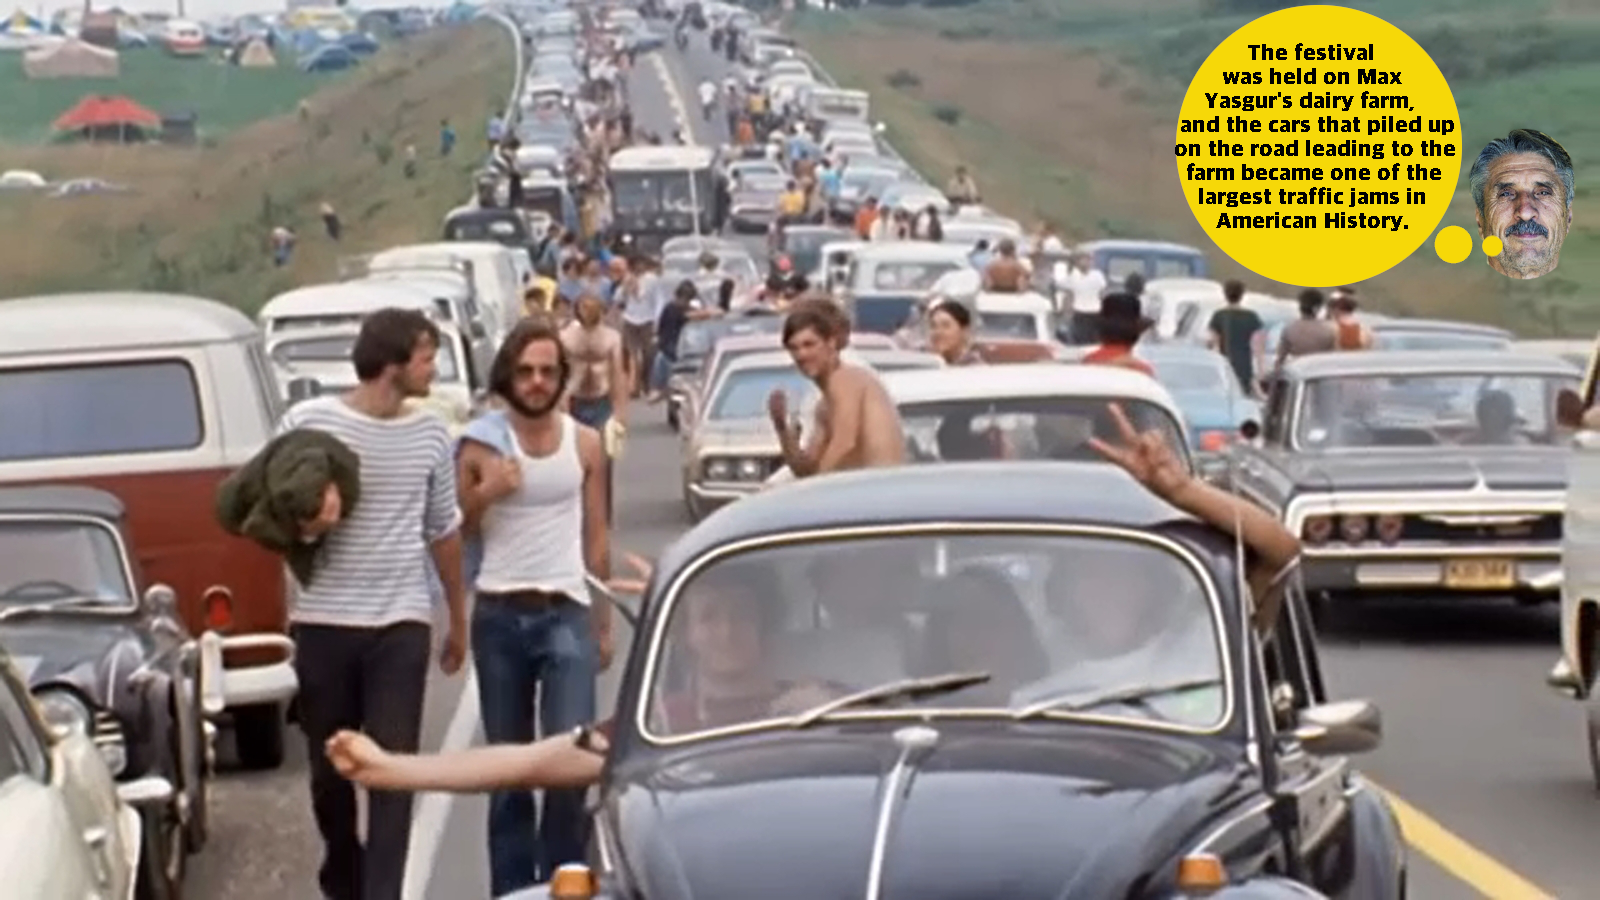 The festival
was held on Max
Yasgur's dairy farm,
and the cars that piled up
on the road leading to the
farm became one of the
largest traffic jams in
American History.